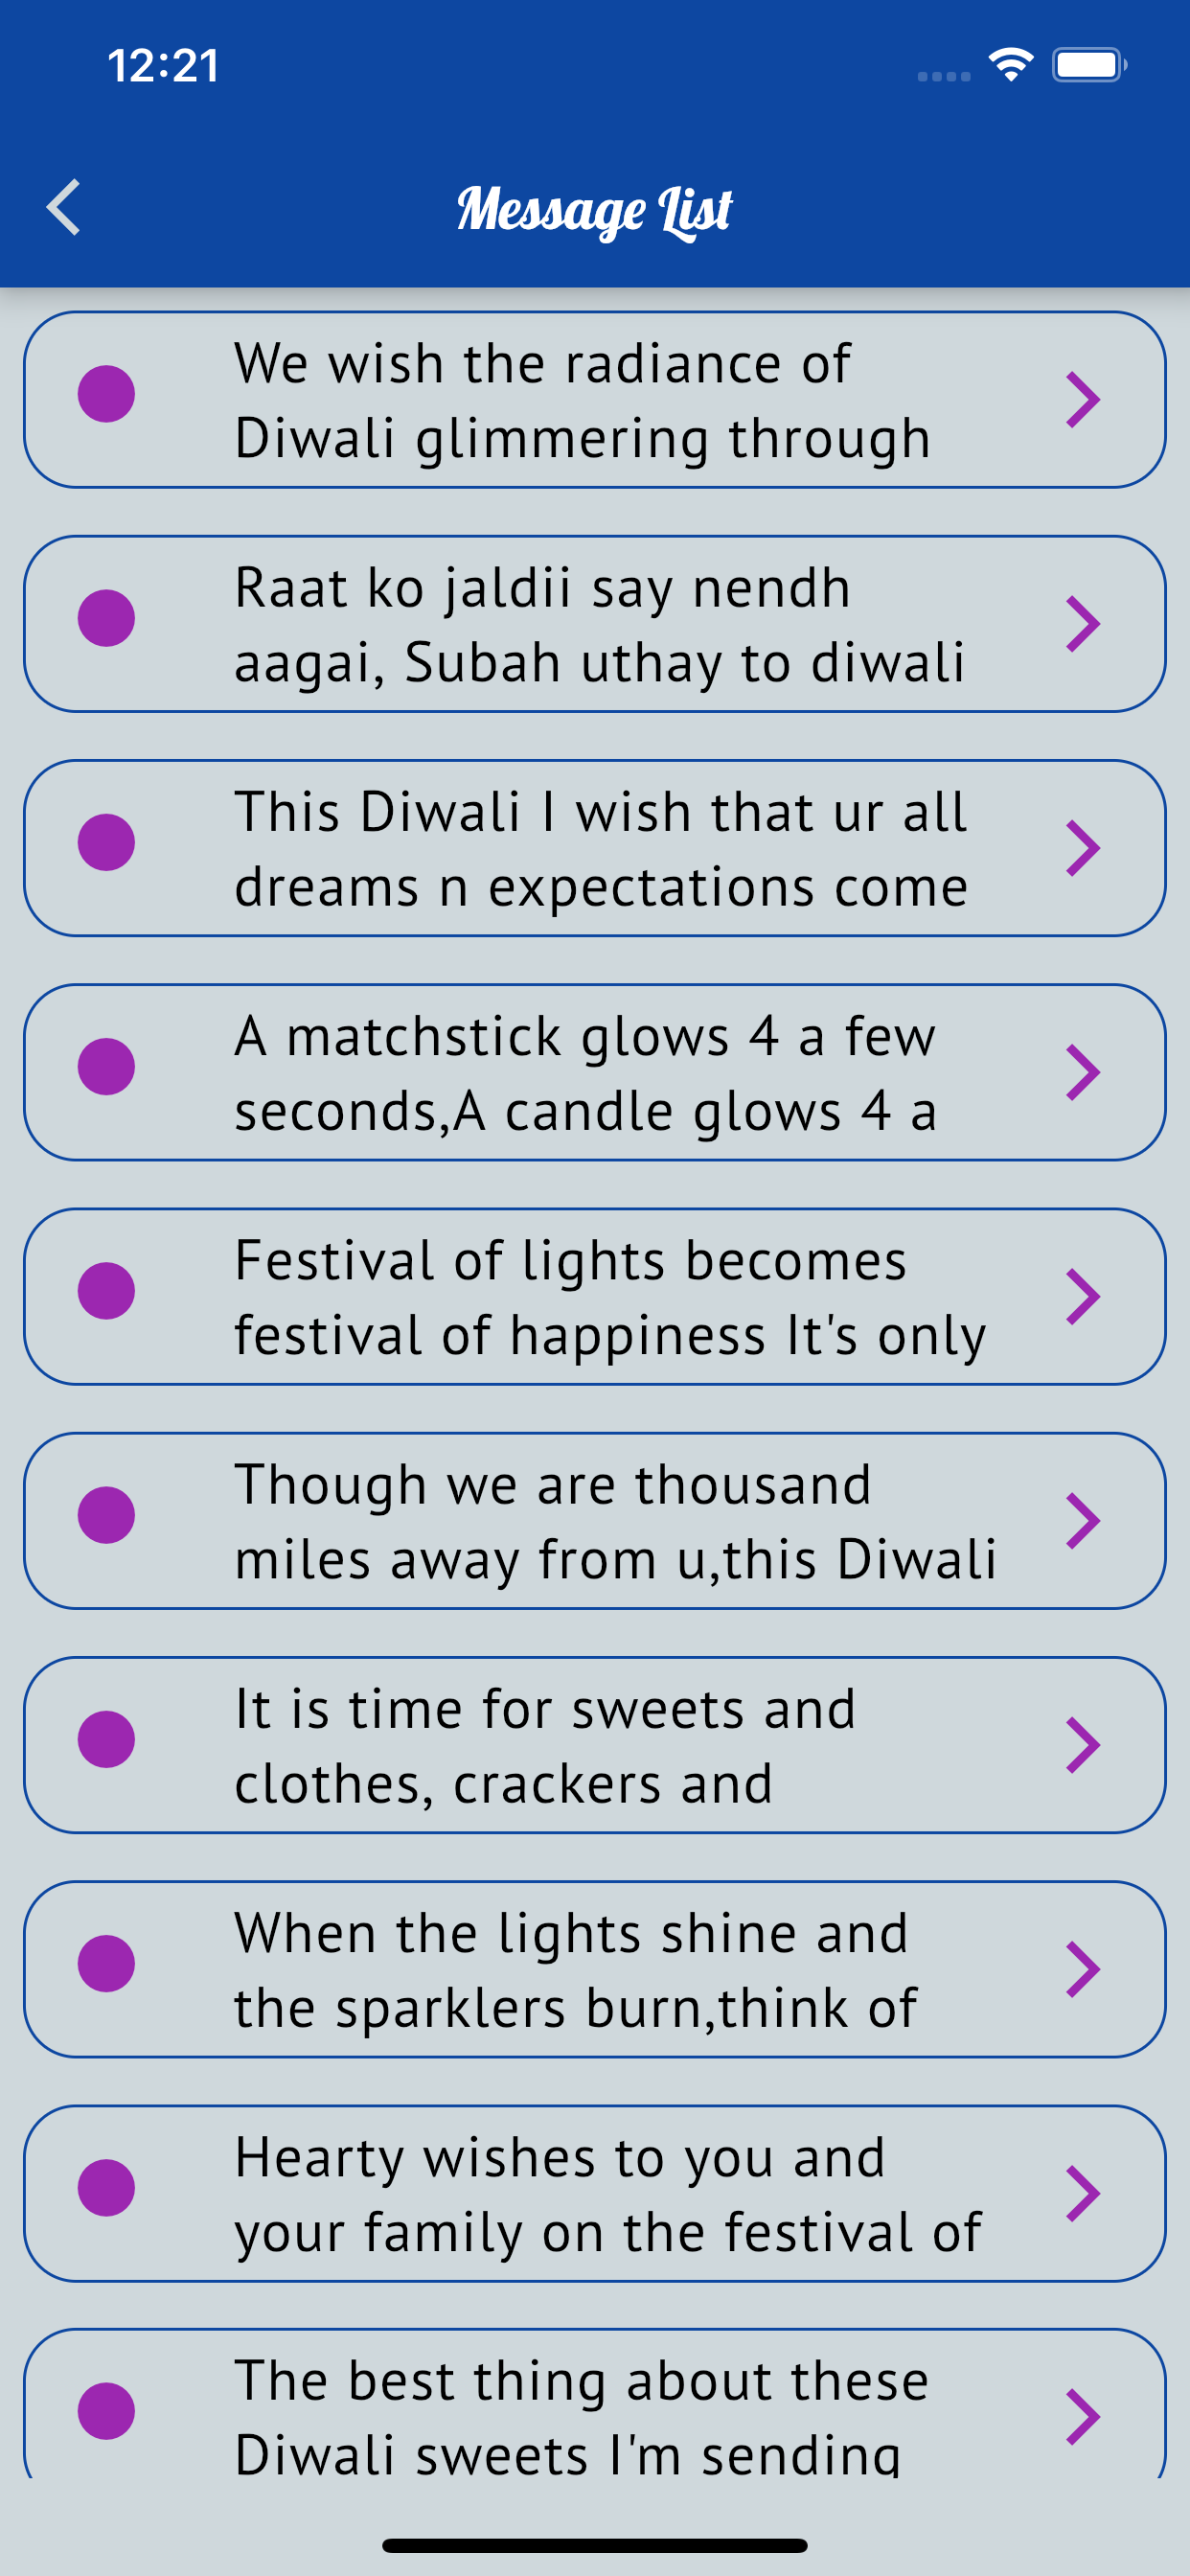 12:21
Message List
We wish the radiance of
Diwali glimmering through
Raat ko jaldii say nendh
aagai, Subah uthay to diwali
This Diwali I wish that ur all
dreams n expectations come
A matchstick glows 4 a few
seconds,A candle glows 4 a
Festival of lights becomes
festival of happiness It's only
Though we are thousand
miles away from u,this Diwali
It is time for sweets and
clothes, crackers and
When the lights shine and
the sparklers burn,think of
Hearty wishes to you and
your family on the festival of
The best thing about these
Diwali sweets I'm sending